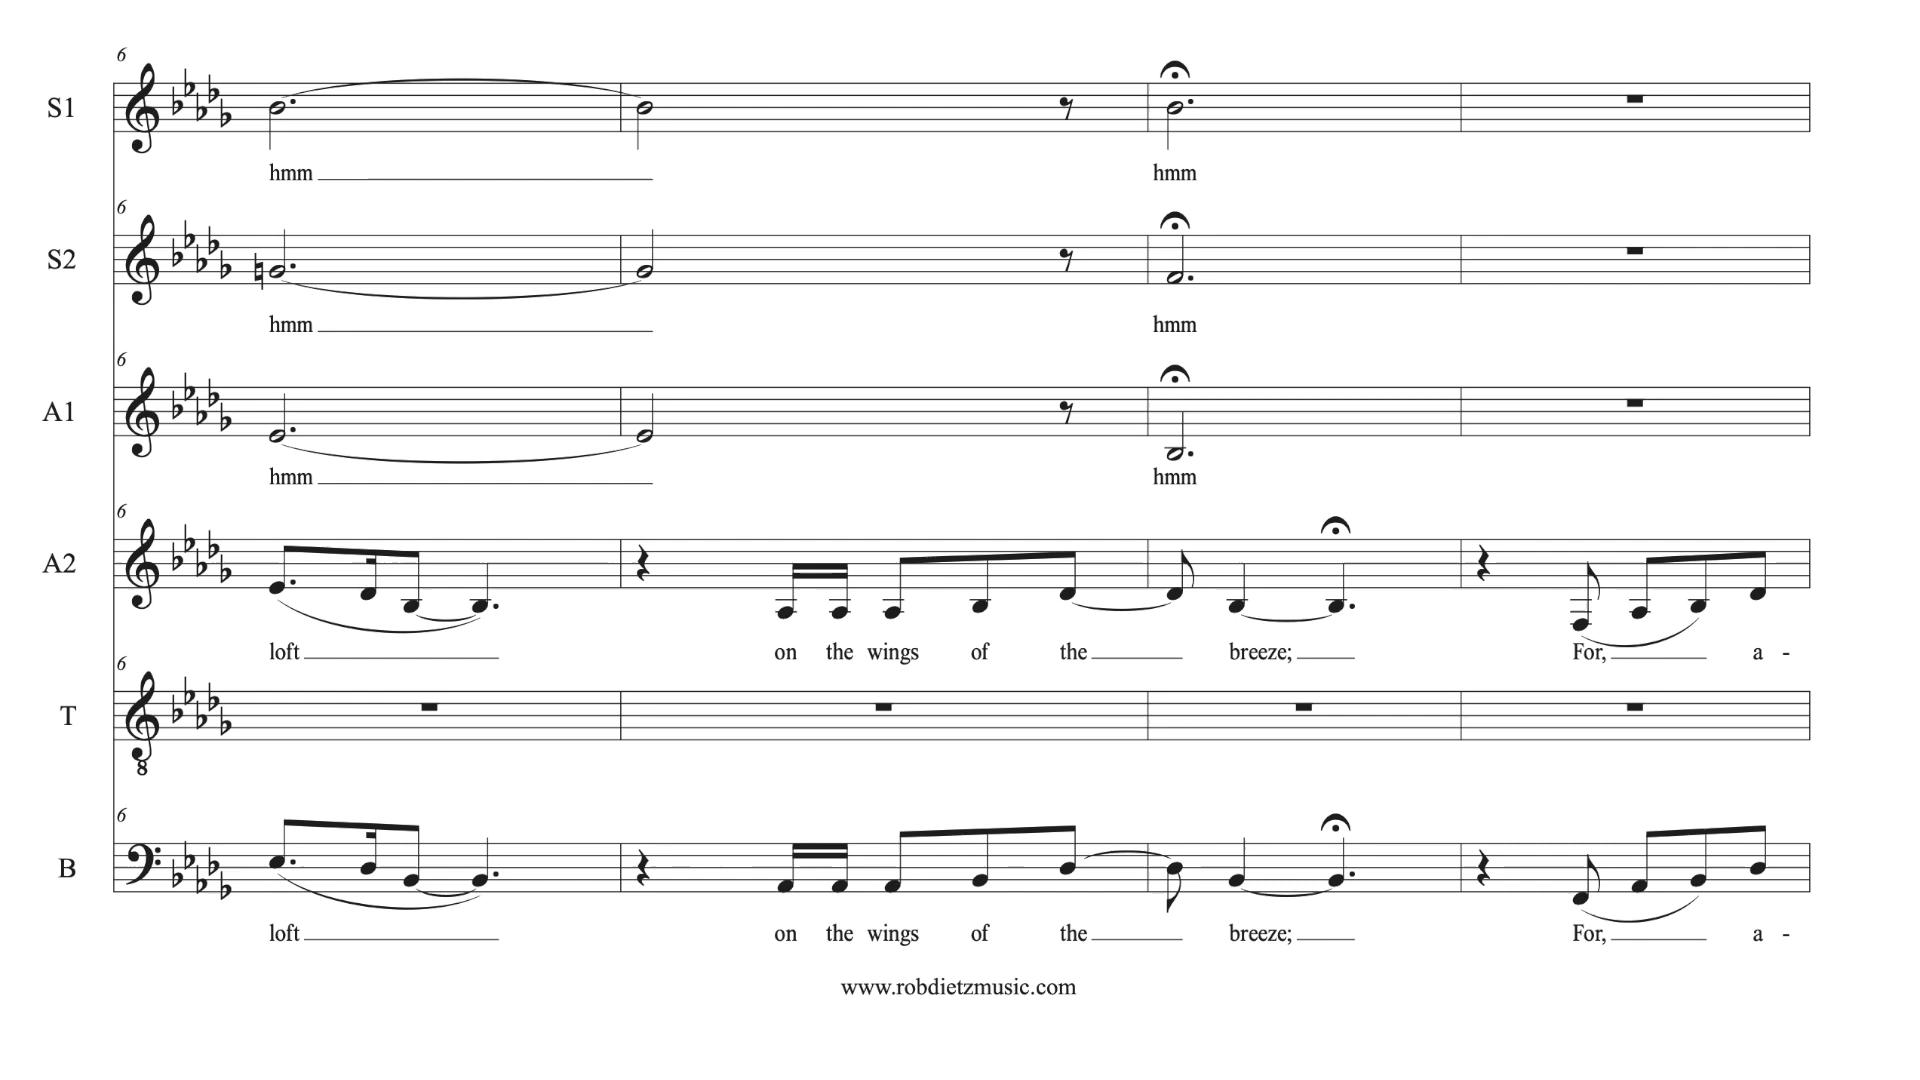 6
S1
hmm hmm
6
S2
hmm hmm
6
A1
hmm hmm
6
A2
loft on the wings of the breeze; For, a -
6
T
8
6
B
loft on the wings of the breeze; For, a -
www.robdietzmusic.com